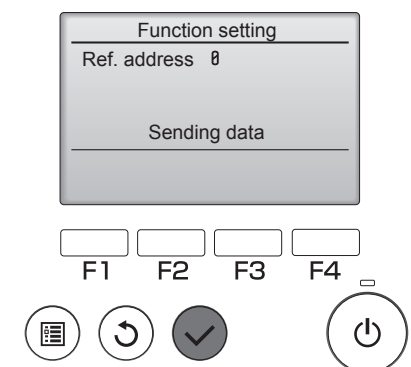 Function setting
Ref. address 0
Sending data
F1 F2 F3 F4